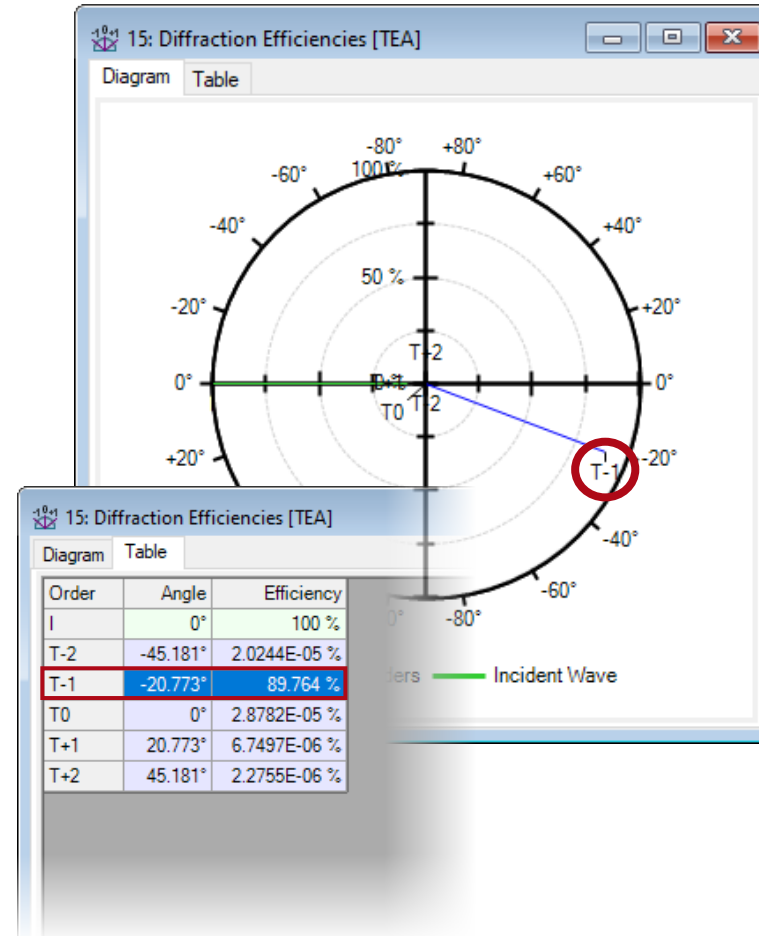 15: Diffraction Efficiencies [TEA]
Diagram Table
-80° +80°
100 %
-60° +60°
-40° +40°
50 %
-20° +20°
T+2
0° 0°
T0 T-2
+20° -20°
T-1
-40°
-60°
-80°
Incident Wave
15: Diffraction Efficiencies [TEA]
Diagram Table
Order Angle Efficiency
I 0° 100 %
T-2 -45.181° 2.0244E-05 %
T-1 -20.773° 89.764 %
T0 0° 2.8782E-05 %
T+1 20.773° 6.7497E-06 %
T+2 45.181° 2.2755E-06 %